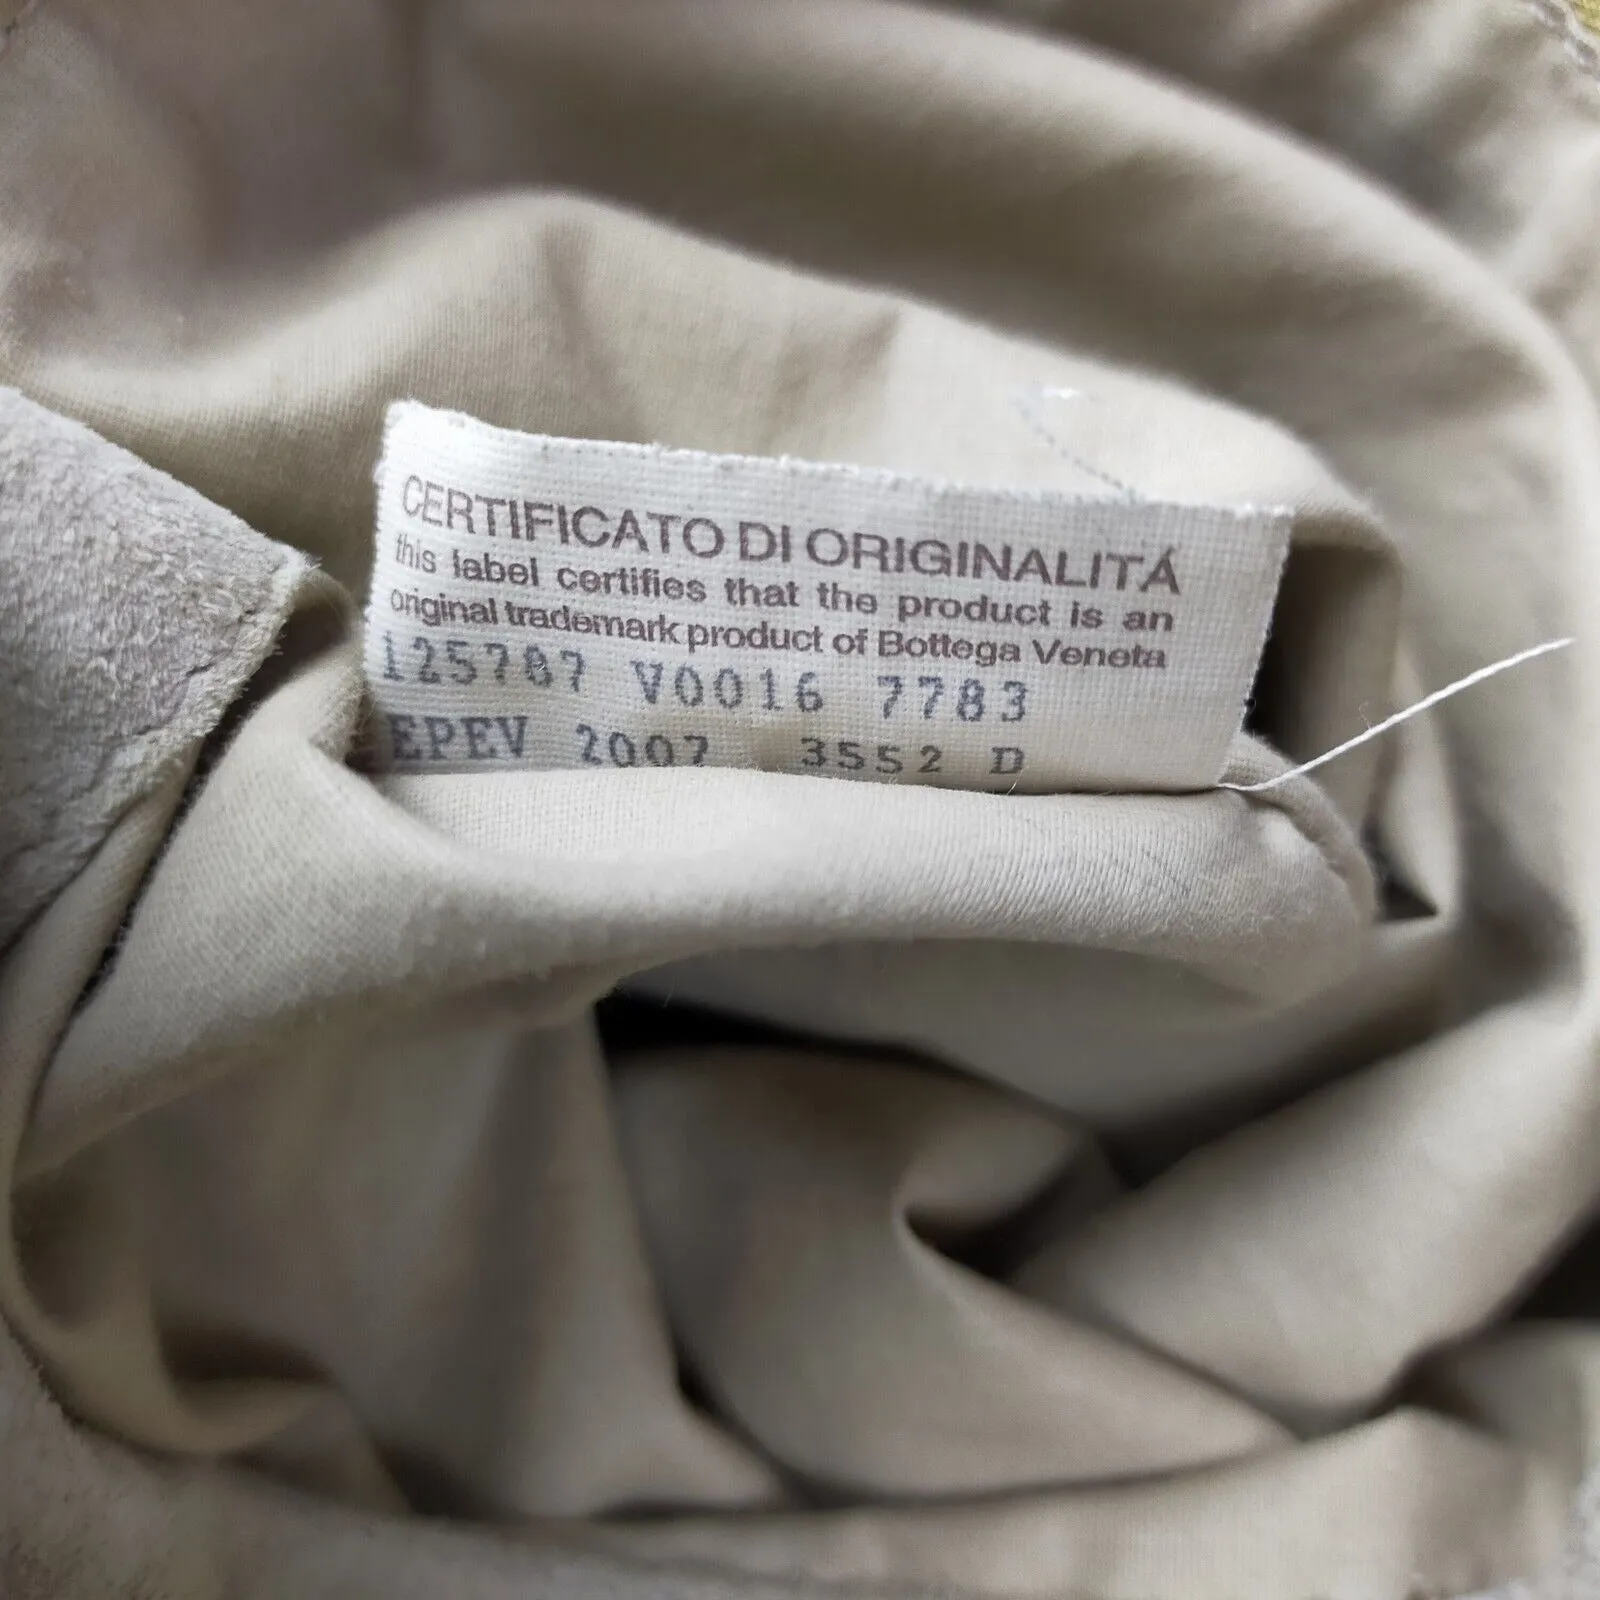 CERTIFICATO DI ORIGINALITÁ
this label certifies that the product is an
original trademark product of Bottega Veneta
125787 V0016 7783
EPEV 2007 3552 D